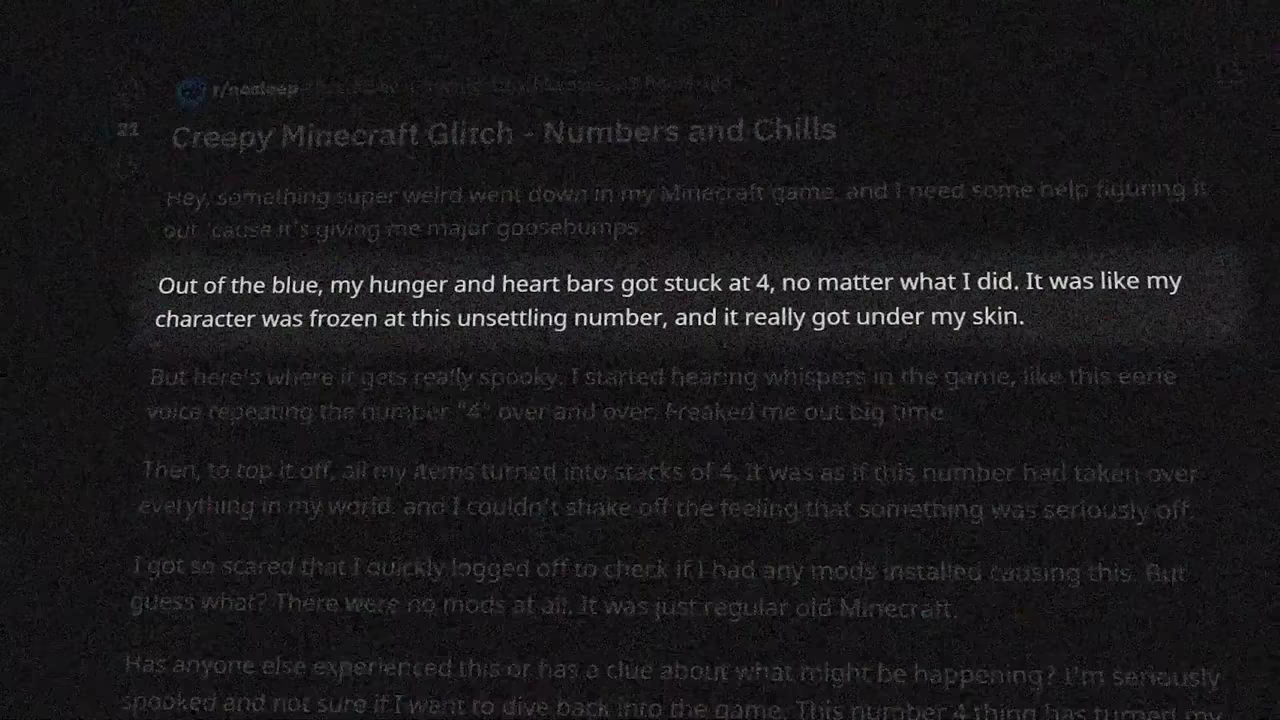 r/nosleep
21
Creepy Minecraft Glitch - Numbers and Chills
Hey, something super weird went down in my Minecraft game, and I need some help figuring it
out 'cause it's giving me major goosebumps.
Out of the blue, my hunger and heart bars got stuck at 4, no matter what I did. It was like my
character was frozen at this unsettling number, and it really got under my skin.
But here's where it gets really spooky. I started hearing whispers in the game, like this eerie
voice repeating the number "4" over and over. Freaked me out big time.
Then, to top it off, all my items turned into stacks of 4. It was as if this number had taken over
everything in my world, and I couldn't shake off the feeling that something was seriously off.
I got so scared that I quickly logged off to check if I had any mods installed causing this. But
guess what? There were no mods at all. It was just regular old Minecraft.
Has anyone else experienced this or has a clue about what might be happening? I'm seriously
spooked and not sure if I want to dive back into the game. This number 4 thing has turned my